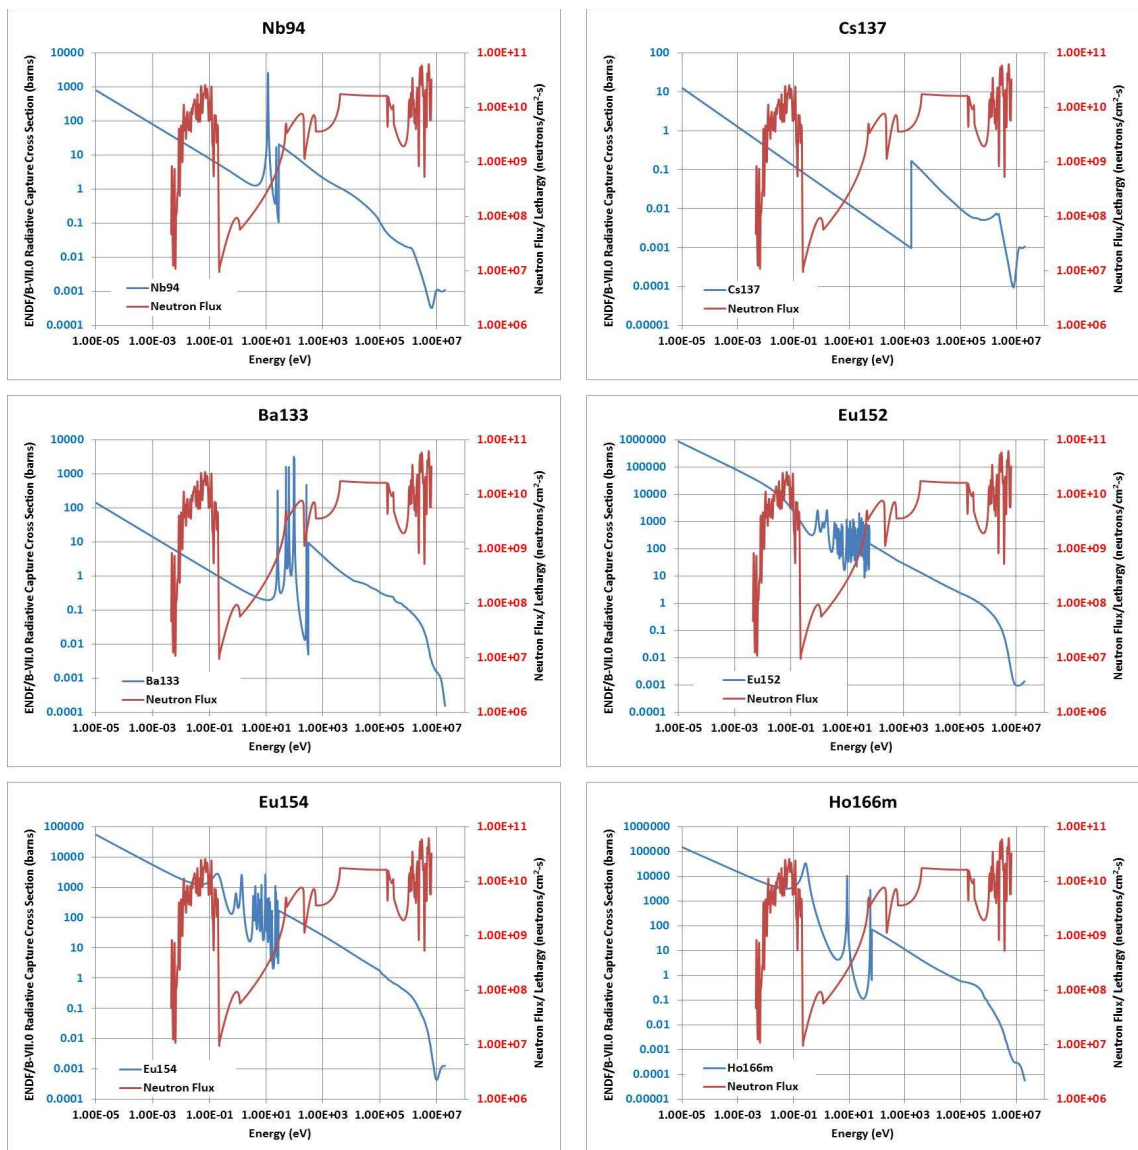 Nb94
ENDF/B-VII.0 Radiative Capture Cross Section (barns)
10000
1000
100
10
1
0.1
0.01
0.001
0.0001
1.00E+11
1.00E+10
1.00E+09
1.00E+08
1.00E+07
1.00E+06
Neutron Flux/ Lethargy (neutrons/cm²-s)
Nb94
Neutron Flux
1.00E-05 1.00E-03 1.00E-01 1.00E+01 1.00E+03 1.00E+05 1.00E+07
Energy (eV)
Cs137
ENDF/B-VII.0 Radiative Capture Cross Section (barns)
100
10
1
0.1
0.01
0.001
0.0001
0.00001
1.00E+11
1.00E+10
1.00E+09
1.00E+08
1.00E+07
1.00E+06
Neutron Flux/ Lethargy (neutrons/cm²-s)
Cs137
Neutron Flux
1.00E-05 1.00E-03 1.00E-01 1.00E+01 1.00E+03 1.00E+05 1.00E+07
Energy (eV)
Ba133
ENDF/B-VII.0 Radiative Capture Cross Section (barns)
10000
1000
100
10
1
0.1
0.01
0.001
0.0001
1.00E+11
1.00E+10
1.00E+09
1.00E+08
1.00E+07
1.00E+06
Neutron Flux/ Lethargy (neutrons/cm²-s)
Ba133
Neutron Flux
1.00E-05 1.00E-03 1.00E-01 1.00E+01 1.00E+03 1.00E+05 1.00E+07
Energy (eV)
Eu152
ENDF/B-VII.0 Radiative Capture Cross Section (barns)
1000000
100000
10000
1000
100
10
1
0.1
0.01
0.001
0.0001
1.00E+11
1.00E+10
1.00E+09
1.00E+08
1.00E+07
1.00E+06
Neutron Flux/ Lethargy (neutrons/cm²-s)
Eu152
Neutron Flux
1.00E-05 1.00E-03 1.00E-01 1.00E+01 1.00E+03 1.00E+05 1.00E+07
Energy (eV)
Eu154
ENDF/B-VII.0 Radiative Capture Cross Section (barns)
100000
10000
1000
100
10
1
0.1
0.01
0.001
0.0001
1.00E+11
1.00E+10
1.00E+09
1.00E+08
1.00E+07
1.00E+06
Neutron Flux/ Lethargy (neutrons/cm²-s)
Eu154
Neutron Flux
1.00E-05 1.00E-03 1.00E-01 1.00E+01 1.00E+03 1.00E+05 1.00E+07
Energy (eV)
Ho166m
ENDF/B-VII.0 Radiative Capture Cross Section (barns)
1000000
100000
10000
1000
100
10
1
0.1
0.01
0.001
0.0001
0.00001
1.00E+11
1.00E+10
1.00E+09
1.00E+08
1.00E+07
1.00E+06
Neutron Flux/ Lethargy (neutrons/cm²-s)
Ho166m
Neutron Flux
1.00E-05 1.00E-03 1.00E-01 1.00E+01 1.00E+03 1.00E+05 1.00E+07
Energy (eV)